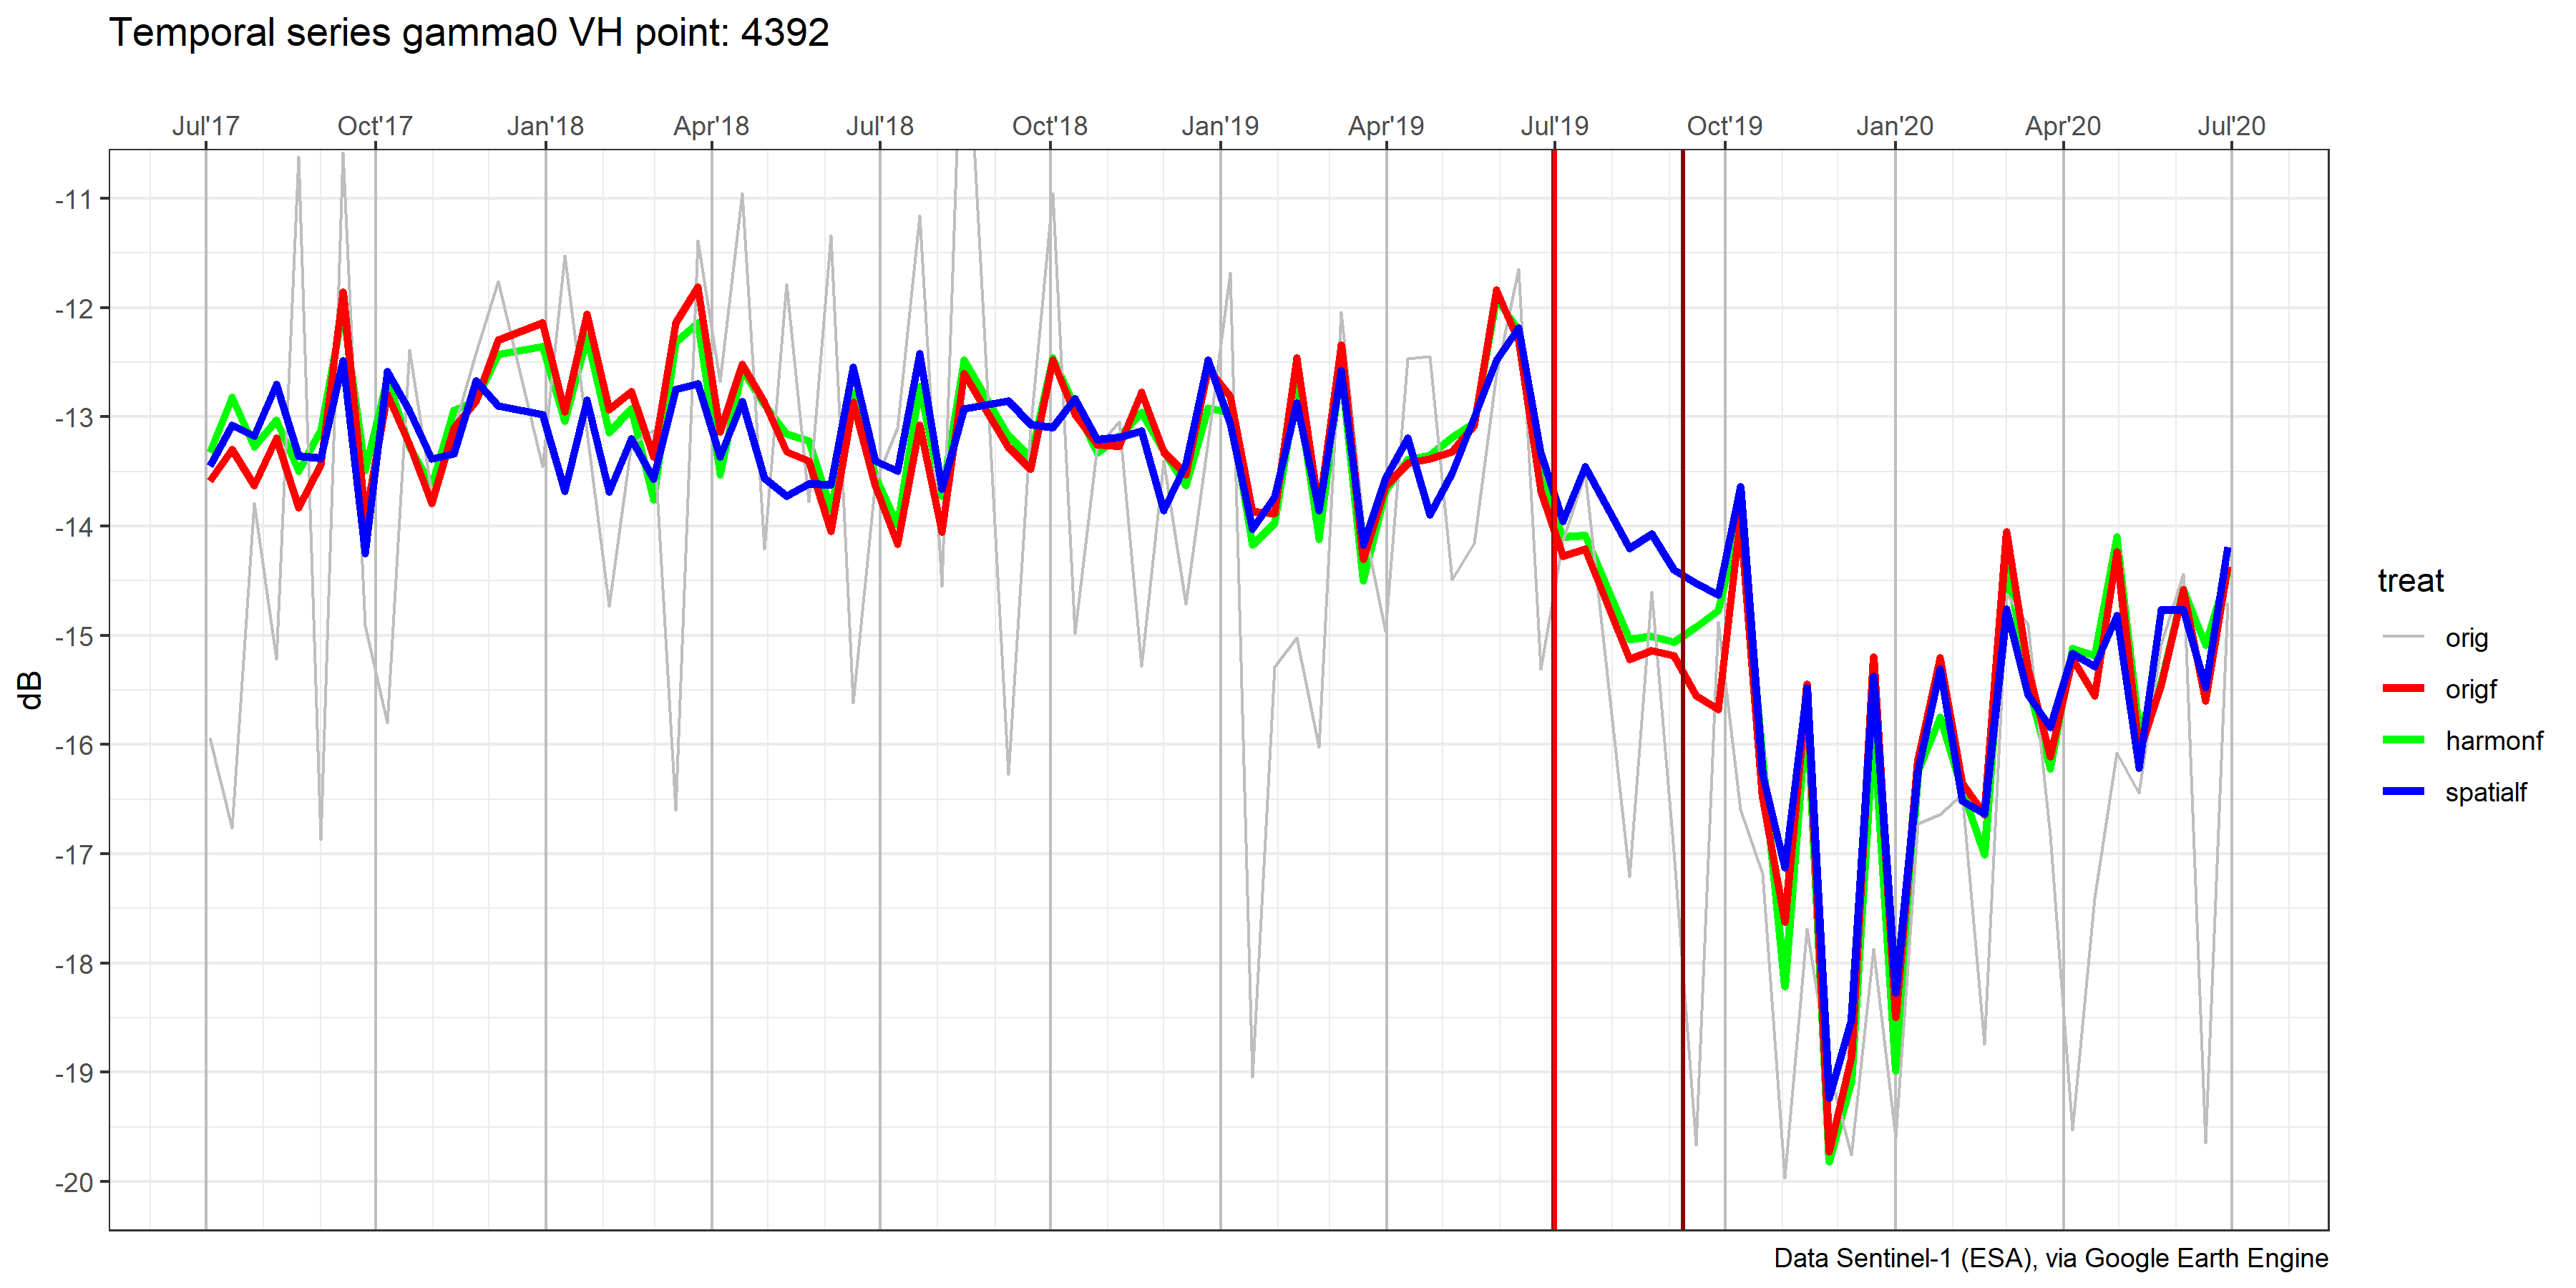 Temporal series gamma0 VH point: 4392
Jul'17 Oct'17 Jan'18 Apr'18 Jul'18 Oct'18 Jan'19 Apr'19 Jul'19 Oct'19 Jan'20 Apr'20 Jul'20
-11
-12
-13
-14
-15
-16
-17
-18
-19
-20
dB
treat
orig
origf
harmonf
spatialf
Data Sentinel-1 (ESA), via Google Earth Engine